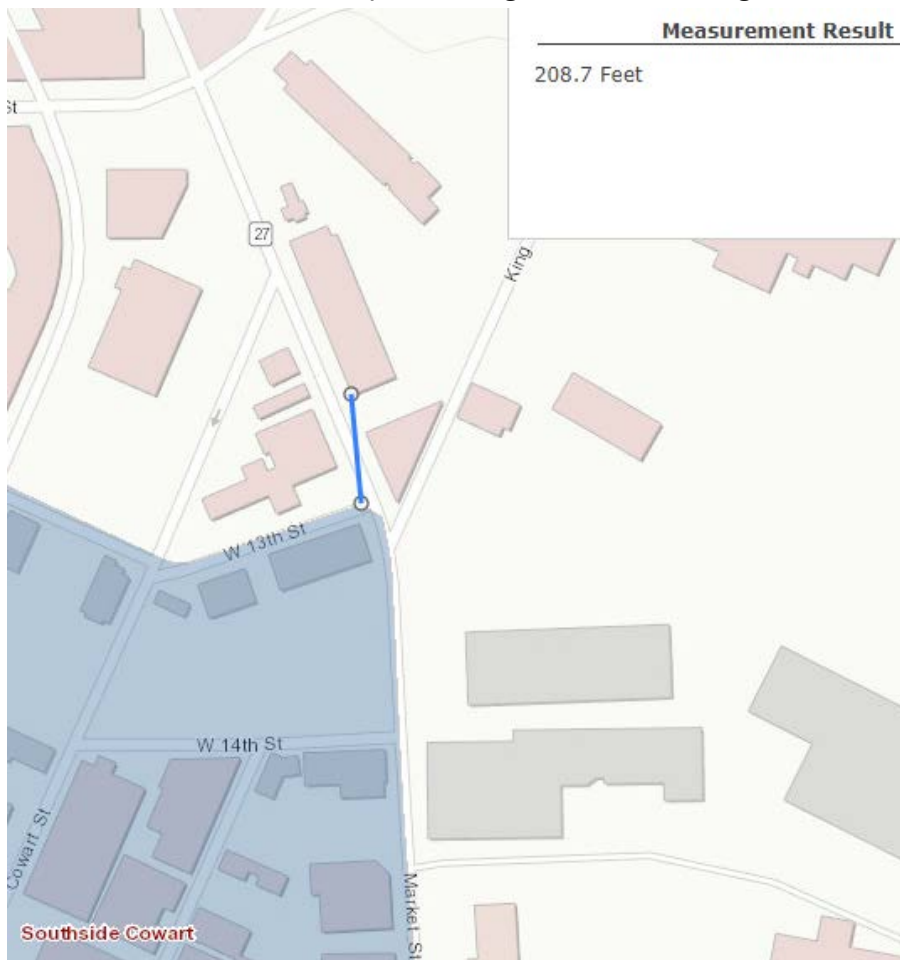 Measurement Result
208.7 Feet
St
27
King
W 13th St
W 14th St
Cowart St
Market St
Southside Cowart